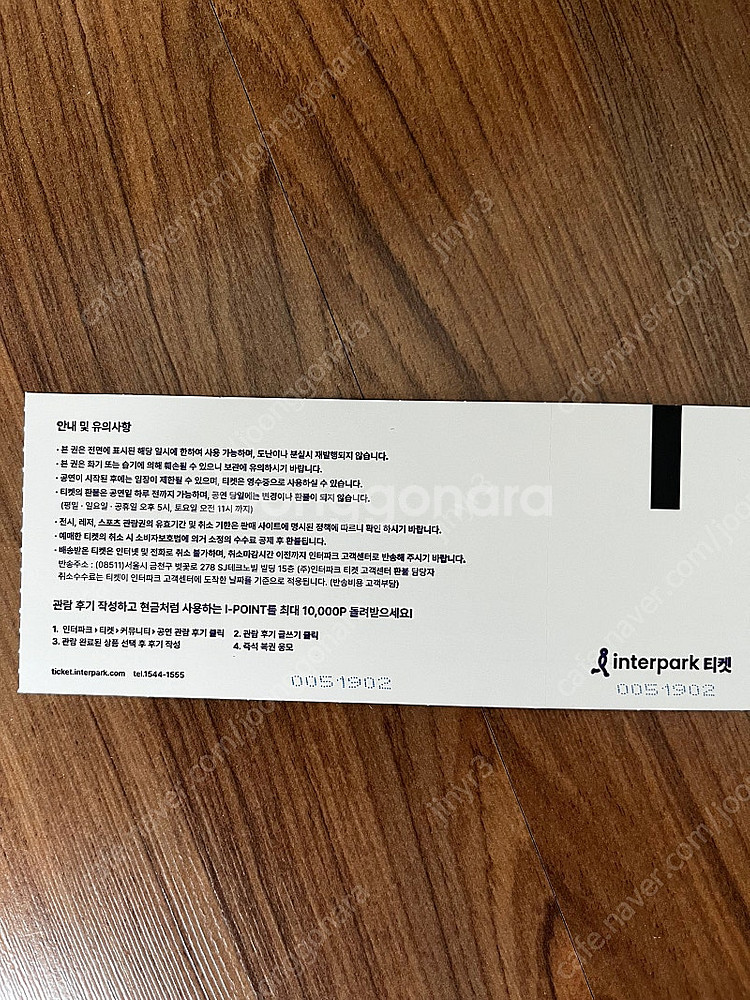 안내 및 유의사항
· 본 권은 전면에 표시된 해당 일시에 한하여 사용 가능하며, 도난이나 분실시 재발행되지 않습니다.
· 본 권은 화기 또는 습기에 의해 훼손될 수 있으니 보관에 유의하시기 바랍니다.
· 공연이 시작된 후에는 입장이 제한될 수 있으며, 티켓은 영수증으로 사용하실 수 있습니다.
· 티켓의 환불은 공연일 하루 전까지 가능하며, 공연 당일에는 변경이나 환불이 되지 않습니다.
(평일 · 일요일 · 공휴일 오후 5시, 토요일 오전 11시 까지)
· 전시, 레저, 스포츠 관람권의 유효기간 및 취소 기한은 판매 사이트에 명시된 정책에 따르니 확인 하시기 바랍니다.
· 예매한 티켓의 취소 시 소비자보호법에 의거 소정의 수수료 공제 후 환불됩니다.
· 배송받은 티켓은 인터넷 및 전화로 취소 불가하며, 취소마감시간 이전까지 인터파크 고객센터로 반송해 주시기 바랍니다.
반송주소 : (08511)서울시 금천구 벚꽃로 278 SJ테크노빌 빌딩 15층 (주)인터파크 티켓 고객센터 환불 담당자
취소수수료는 티켓이 인터파크 고객센터에 도착한 날짜를 기준으로 적용됩니다. (반송비용 고객부담)
관람 후기 작성하고 현금처럼 사용하는 I-POINT를 최대 10,000P 돌려받으세요!
1. 인터파크 ▸ 티켓 ▸ 커뮤니티 ▸ 공연 관람 후기 클릭 2. 관람 후기 글쓰기 클릭
3. 관람 완료된 상품 선택 후 후기 작성 4. 즉석 복권 응모
ticket.interpark.com tel.1544-1555
0051902
interpark 티켓
0051902
joonggonara
cafe.naver.com/joonggonara
jinyr3
jinyr3